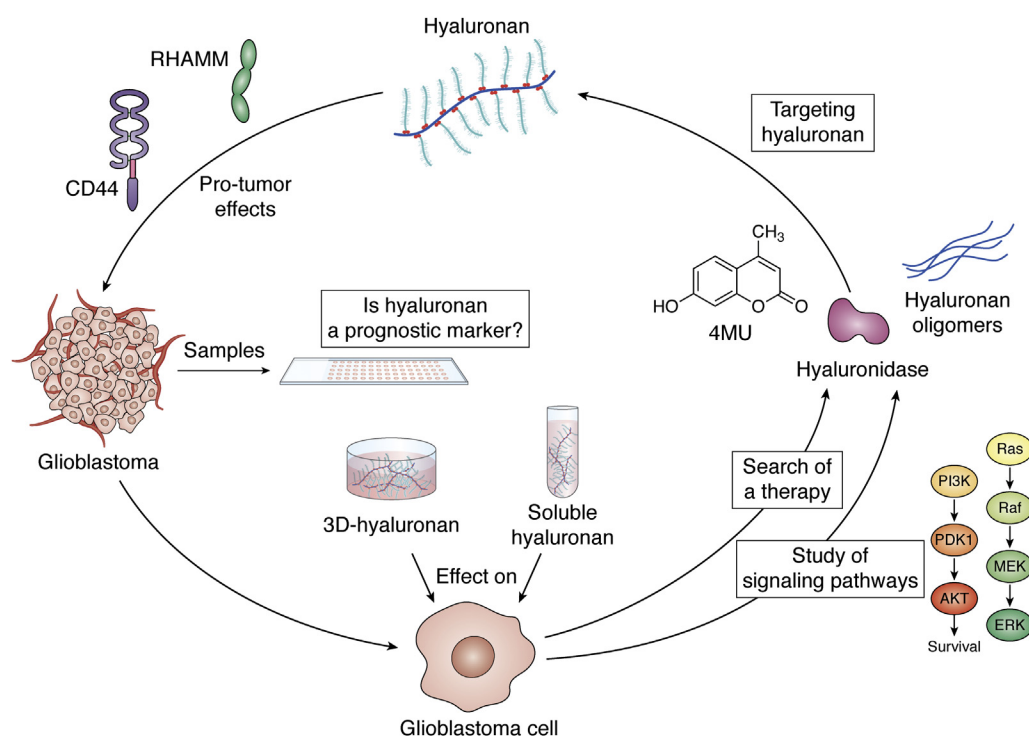 Hyaluronan
RHAMM
CD44
Pro-tumor
effects
Targeting
hyaluronan
CH3
HO
O
O
4MU
Hyaluronan
oligomers
Hyaluronidase
Is hyaluronan
a prognostic marker?
Samples
Glioblastoma
3D-hyaluronan
Soluble
hyaluronan
Effect on
Glioblastoma cell
Search of
a therapy
Study of
signaling pathways
PI3K
PDK1
AKT
Survival
Ras
Raf
MEK
ERK